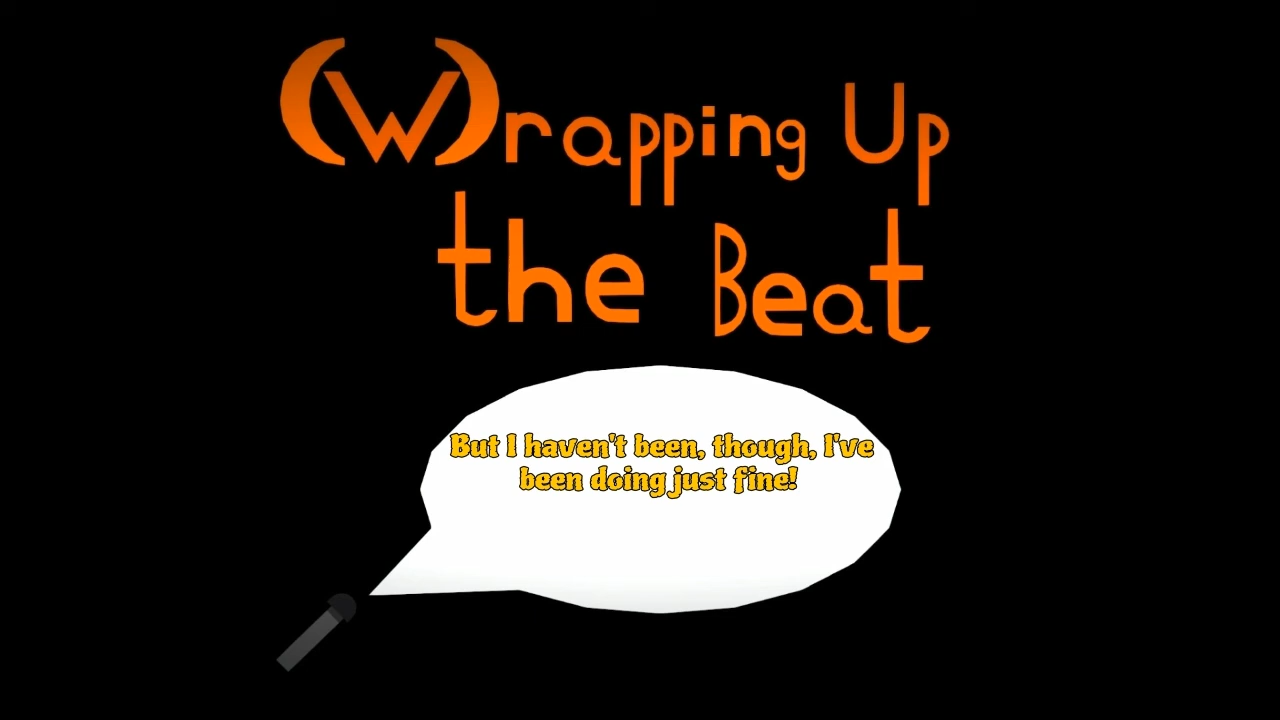 (W)rapping Up
the Beat
But I haven't been, though, I've
been doing just fine!